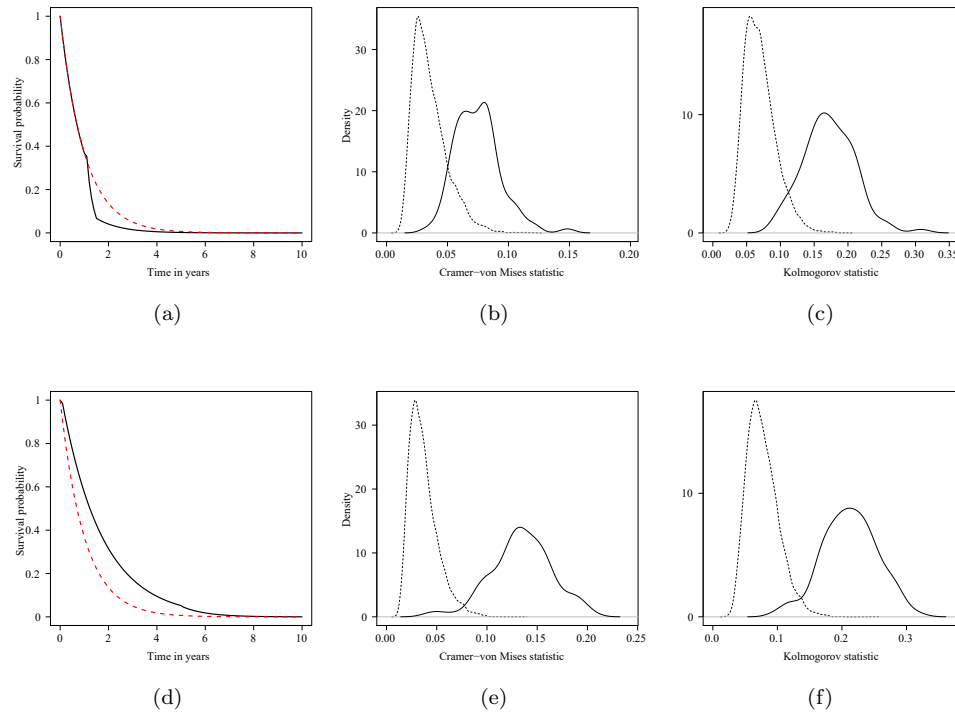 1
0.8
0.6
0.4
0.2
0
Survival probability
0 2 4 6 8 10
Time in years
(a)
30
20
10
0
Density
0.00 0.05 0.10 0.15 0.20
Cramer−von Mises statistic
(b)
10
0
0.00 0.05 0.10 0.15 0.20 0.25 0.30 0.35
Kolmogorov statistic
(c)
1
0.8
0.6
0.4
0.2
0
Survival probability
0 2 4 6 8 10
Time in years
(d)
30
20
10
0
Density
0.00 0.05 0.10 0.15 0.20 0.25
Cramer−von Mises statistic
(e)
10
0
0.0 0.1 0.2 0.3
Kolmogorov statistic
(f)